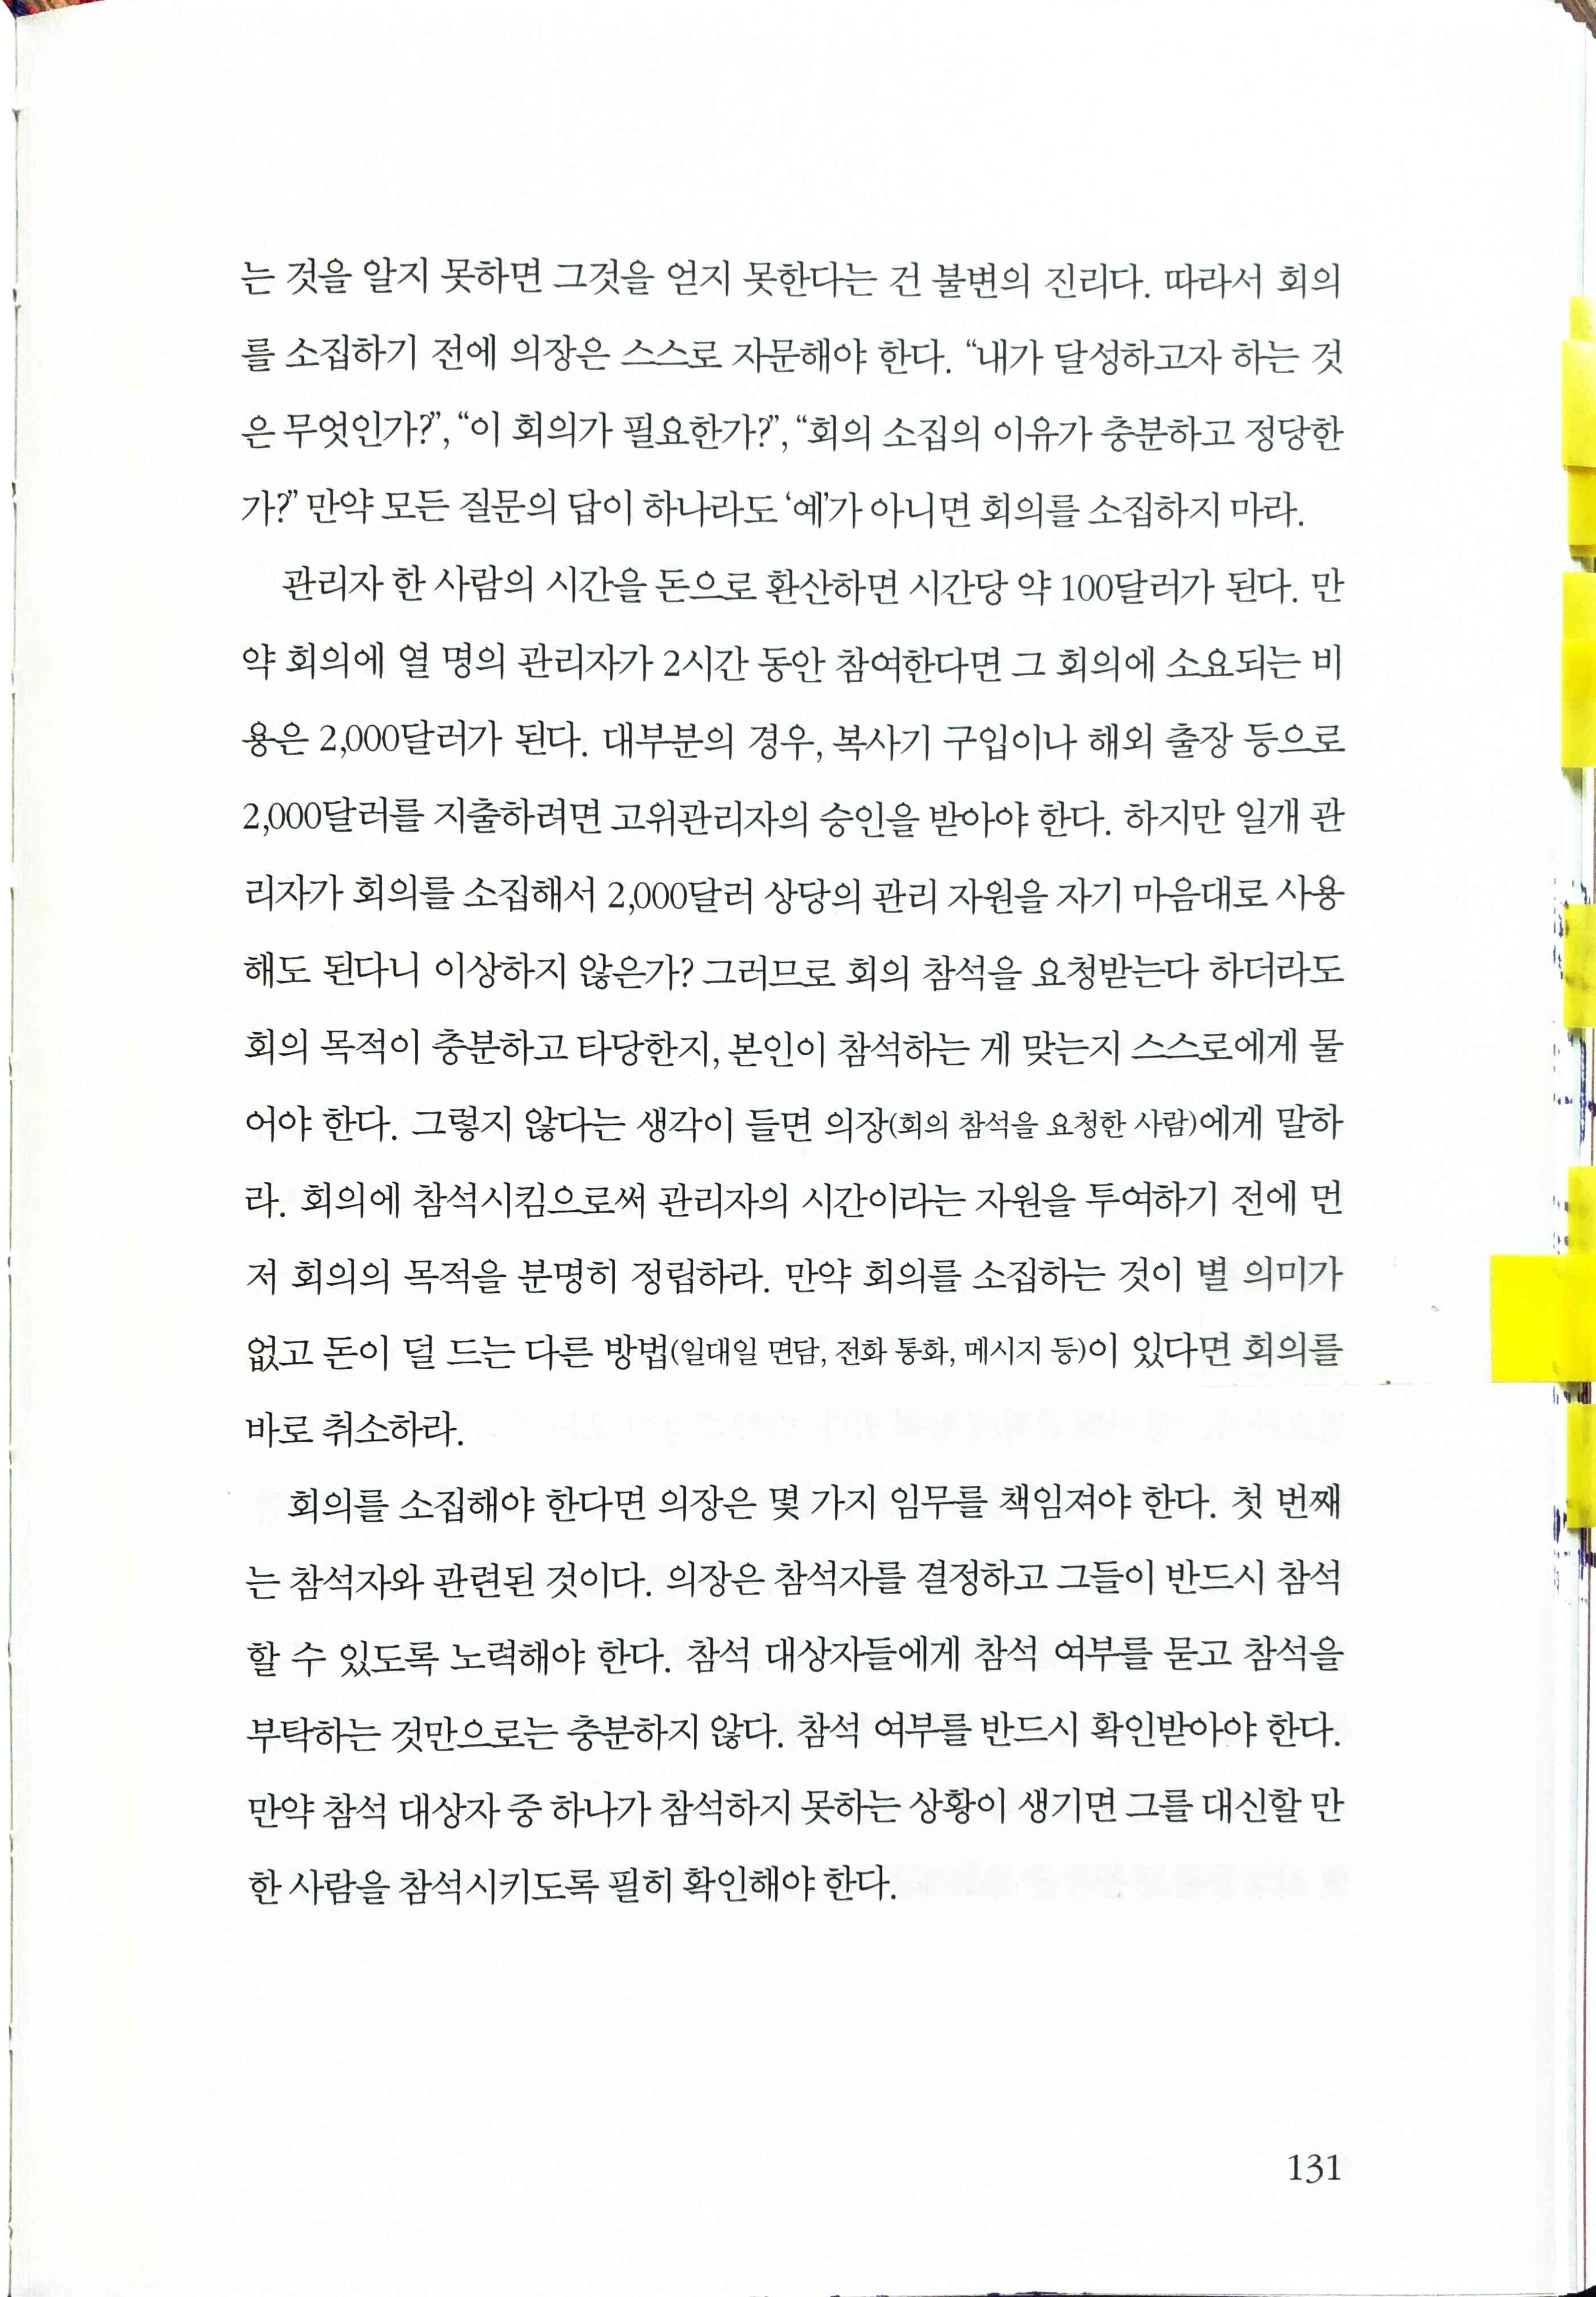 는 것을 알지 못하면 그것을 얻지 못한다는 건 불변의 진리다. 따라서 회의
를 소집하기 전에 의장은 스스로 자문해야 한다. “내가 달성하고자 하는 것
은 무엇인가?”, “이 회의가 필요한가?”, “회의 소집의 이유가 충분하고 정당한
가?” 만약 모든 질문의 답이 하나라도 ‘예’가 아니면 회의를 소집하지 마라.
관리자 한 사람의 시간을 돈으로 환산하면 시간당 약 100달러가 된다. 만
약 회의에 열 명의 관리자가 2시간 동안 참여한다면 그 회의에 소요되는 비
용은 2,000달러가 된다. 대부분의 경우, 복사기 구입이나 해외 출장 등으로
2,000달러를 지출하려면 고위관리자의 승인을 받아야 한다. 하지만 일개 관
리자가 회의를 소집해서 2,000달러 상당의 관리 자원을 자기 마음대로 사용
해도 된다니 이상하지 않은가? 그러므로 회의 참석을 요청받는다 하더라도
회의 목적이 충분하고 타당한지, 본인이 참석하는 게 맞는지 스스로에게 물
어야 한다. 그렇지 않다는 생각이 들면 의장(회의 참석을 요청한 사람)에게 말하
라. 회의에 참석시킴으로써 관리자의 시간이라는 자원을 투여하기 전에 먼
저 회의의 목적을 분명히 정립하라. 만약 회의를 소집하는 것이 별 의미가
없고 돈이 덜 드는 다른 방법(일대일 면담, 전화 통화, 메시지 등)이 있다면 회의를
바로 취소하라.
회의를 소집해야 한다면 의장은 몇 가지 임무를 책임져야 한다. 첫 번째
는 참석자와 관련된 것이다. 의장은 참석자를 결정하고 그들이 반드시 참석
할 수 있도록 노력해야 한다. 참석 대상자들에게 참석 여부를 묻고 참석을
부탁하는 것만으로는 충분하지 않다. 참석 여부를 반드시 확인받아야 한다.
만약 참석 대상자 중 하나가 참석하지 못하는 상황이 생기면 그를 대신할 만
한 사람을 참석시키도록 필히 확인해야 한다.
131